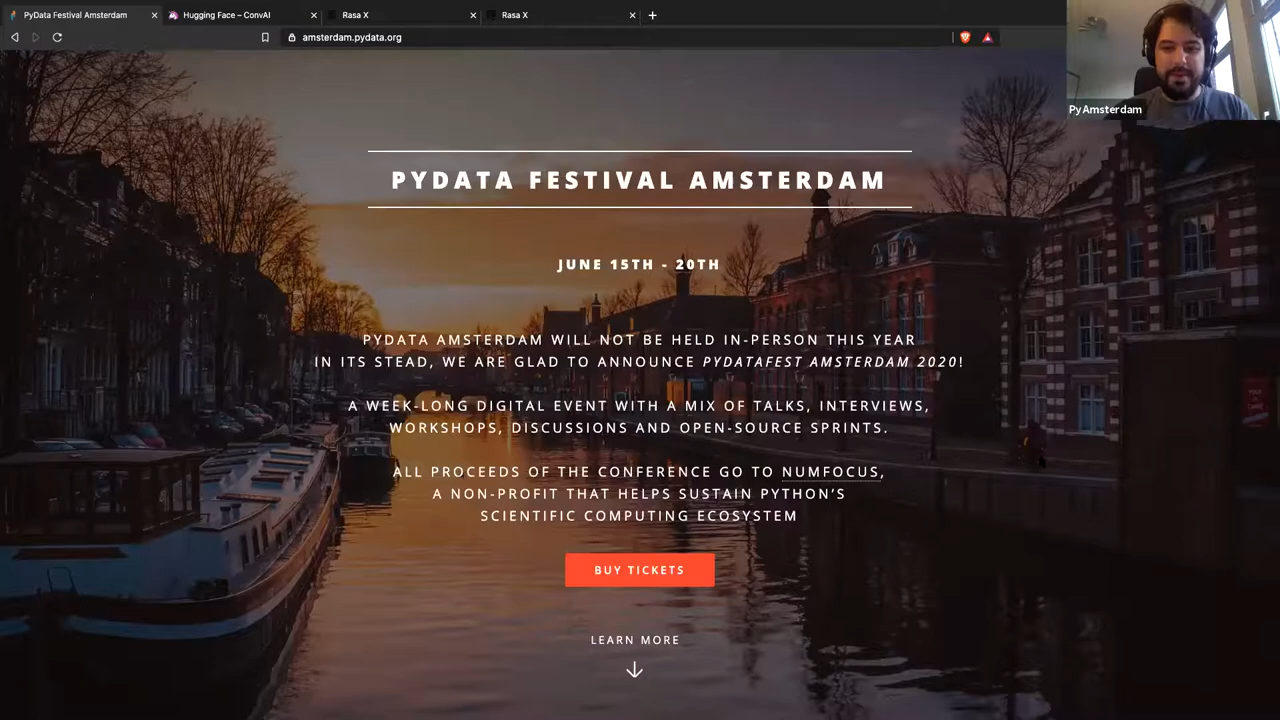 PyData Festival Amsterdam
Hugging Face – ConvAI
Rasa X
Rasa X
amsterdam.pydata.org
PyAmsterdam
PYDATA FESTIVAL AMSTERDAM
JUNE 15TH - 20TH
PYDATA AMSTERDAM WILL NOT BE HELD IN-PERSON THIS YEAR
IN ITS STEAD, WE ARE GLAD TO ANNOUNCE PYDATAFEST AMSTERDAM 2020!
A WEEK-LONG DIGITAL EVENT WITH A MIX OF TALKS, INTERVIEWS,
WORKSHOPS, DISCUSSIONS AND OPEN-SOURCE SPRINTS.
ALL PROCEEDS OF THE CONFERENCE GO TO NUMFOCUS,
A NON-PROFIT THAT HELPS SUSTAIN PYTHON’S
SCIENTIFIC COMPUTING ECOSYSTEM
BUY TICKETS
LEARN MORE